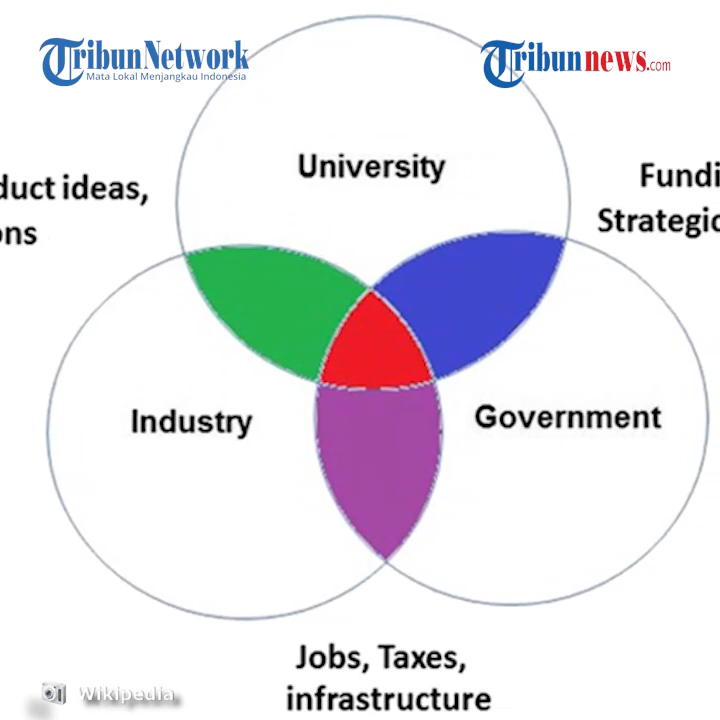 TribunNetwork
Mata Lokal Menjangkau Indonesia
Tribunnews.com
University
duct ideas,
ons
Fundi
Strategic
Industry
Government
Jobs, Taxes,
infrastructure
Wikipedia